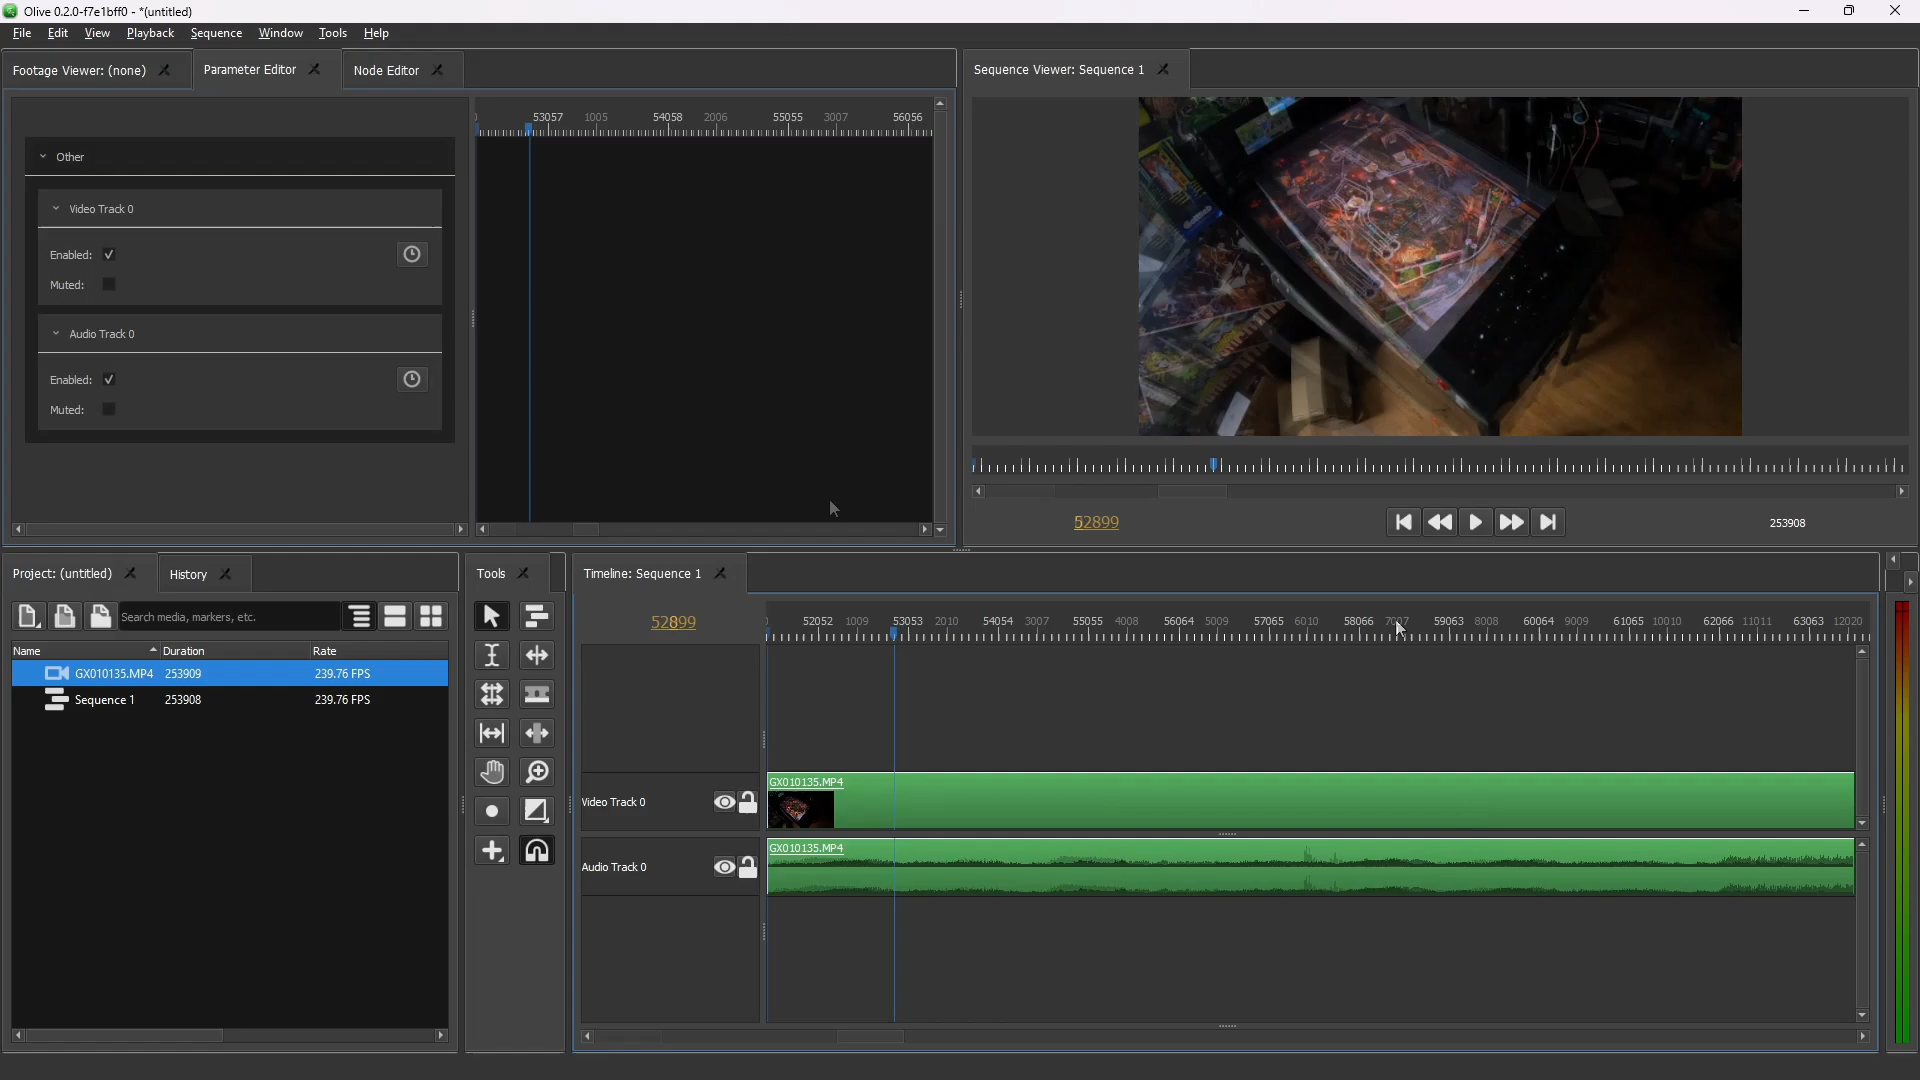 Olive 0.2.0-f7e1bff0 - *(untitled)
File Edit View Playback Sequence Tools Window Help
Footage Viewer: (none)
Parameter Editor
Node Editor
Sequence Viewer: Sequence 1
53057 1005 54058 2006 55055 3007 56056
Other
Video Track 0
Enabled:
Muted:
Audio Track 0
Enabled:
Muted:
52899
253908
Project: (untitled)
History
Tools
Timeline: Sequence 1
Search media, markers, etc.
52899
52052 1009 53053 2010 54054 3007 55055 4008 56064 5009 57065 6010 58066 7007 59063 8008 60064 9009 61065 10010 62066 11011 63063 12020
Name Duration Rate
GX010135.MP4 253909 239.76 FPS
Sequence 1 253908 239.76 FPS
GX010135.MP4
Video Track 0
GX010135.MP4
Audio Track 0